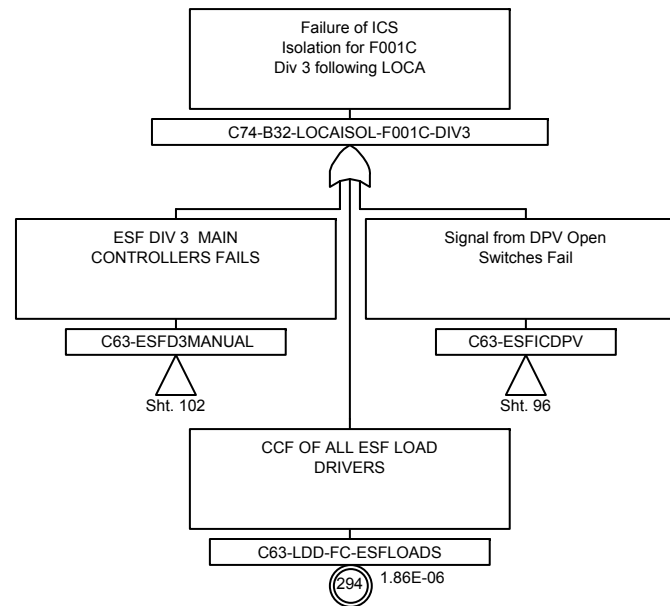 Failure of ICS
Isolation for F001C
Div 3 following LOCA
C74-B32-LOCAISOL-F001C-DIV3
ESF DIV 3 MAIN
CONTROLLERS FAILS
C63-ESFD3MANUAL
Sht. 102
Signal from DPV Open
Switches Fail
C63-ESFICDPV
Sht. 96
CCF OF ALL ESF LOAD
DRIVERS
C63-LDD-FC-ESFLOADS
294
1.86E-06